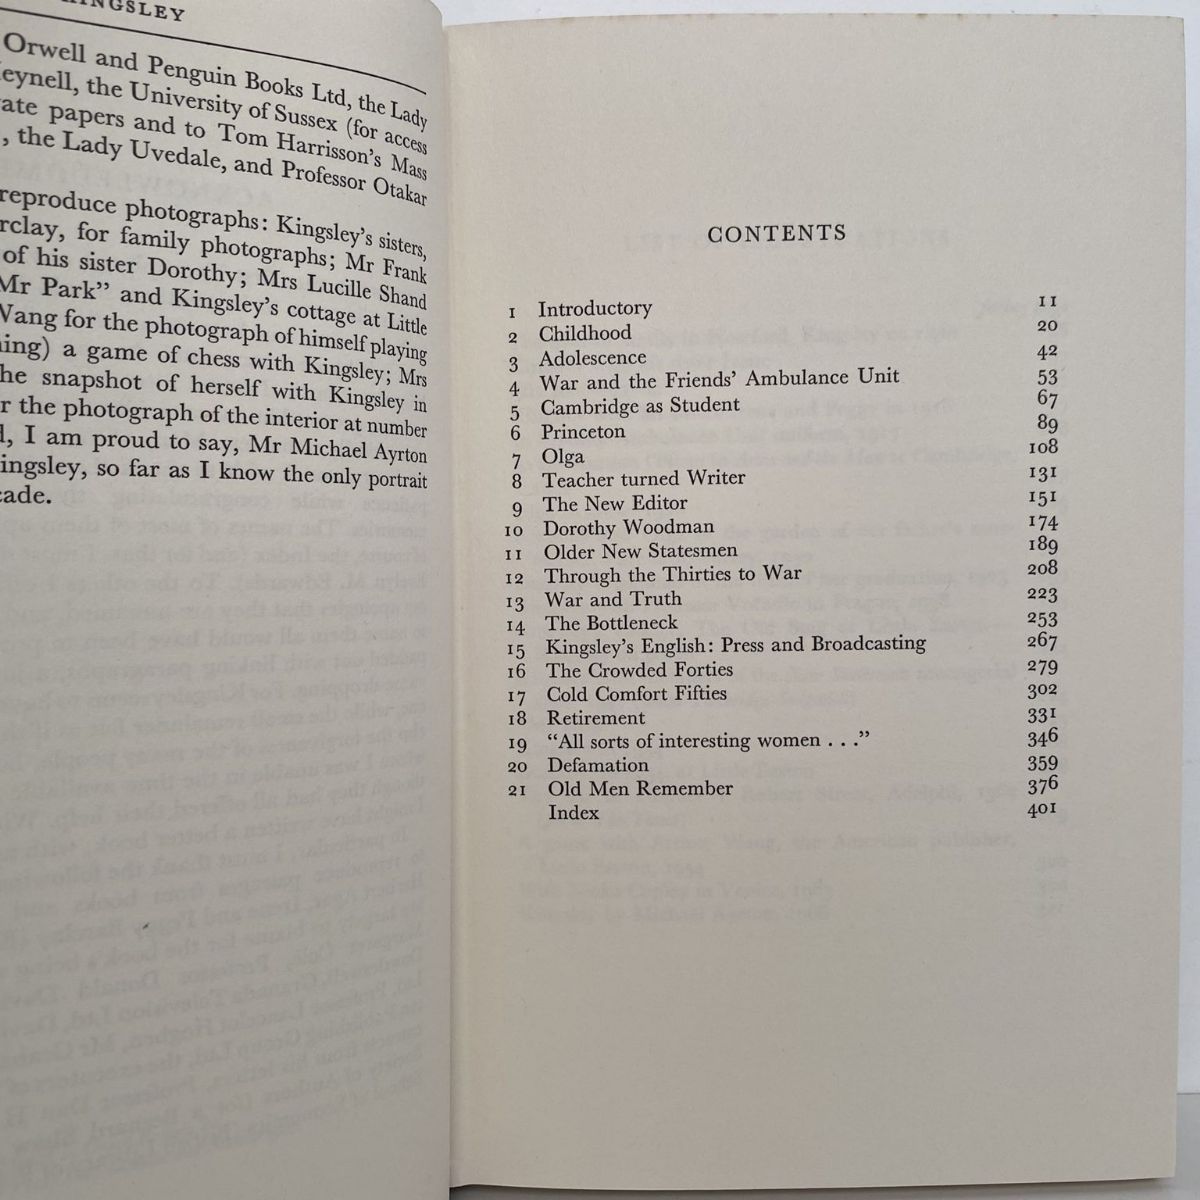 KINGSLEY
Orwell and Penguin Books Ltd, the Lady
the University of Sussex (for access
papers and to Tom Harrisson's Mass
, the Lady Uvedale, and Professor Otakar
reproduce photographs: Kingsley's sisters,
for family photographs; Mr Frank
of his sister Dorothy; Mrs Lucille Shand
Mr Park" and Kingsley's cottage at Little
Wang for the photograph of himself playing
a game of chess with Kingsley; Mrs
the snapshot of herself with Kingsley in
the photograph of the interior at number
I am proud to say, Mr Michael Ayrton
Kingsley, so far as I know the only portrait
CONTENTS
1 Introductory 11
2 Childhood 20
3 Adolescence 42
4 War and the Friends' Ambulance Unit 53
5 Cambridge as Student 67
6 Princeton 89
7 Olga 108
8 Teacher turned Writer 131
9 The New Editor 151
10 Dorothy Woodman 174
11 Older New Statesmen 189
12 Through the Thirties to War 208
13 War and Truth 223
14 The Bottleneck 253
15 Kingsley's English: Press and Broadcasting 267
16 The Crowded Forties 279
17 Cold Comfort Fifties 302
18 Retirement 331
19 "All sorts of interesting women . . ." 346
20 Defamation 359
21 Old Men Remember 376
Index 401